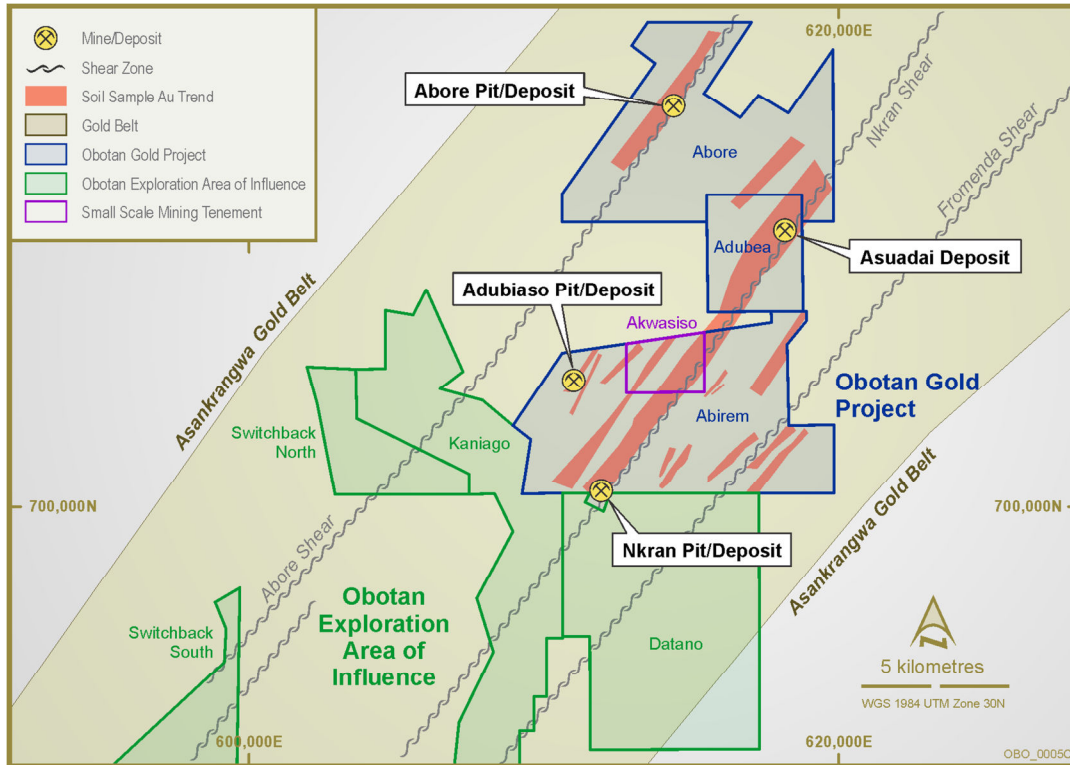 Mine/Deposit
Shear Zone
Soil Sample Au Trend
Gold Belt
Obotan Gold Project
Obotan Exploration Area of Influence
Small Scale Mining Tenement
620,000E
Abore Pit/Deposit
Nkran Shear
Abore
Fromenda Shear
Adubea
Asuadai Deposit
Adubiaso Pit/Deposit
Asankrangwa Gold Belt
Akwasiso
Obotan Gold
Project
Abirem
Switchback
North
Kaniago
700,000N
700,000N
Nkran Pit/Deposit
Asankrangwa Gold Belt
Abore Shear
Obotan
Exploration
Area of
Influence
Switchback
South
Datano
N
5 kilometres
WGS 1984 UTM Zone 30N
600,000E
620,000E
OBO_0005C